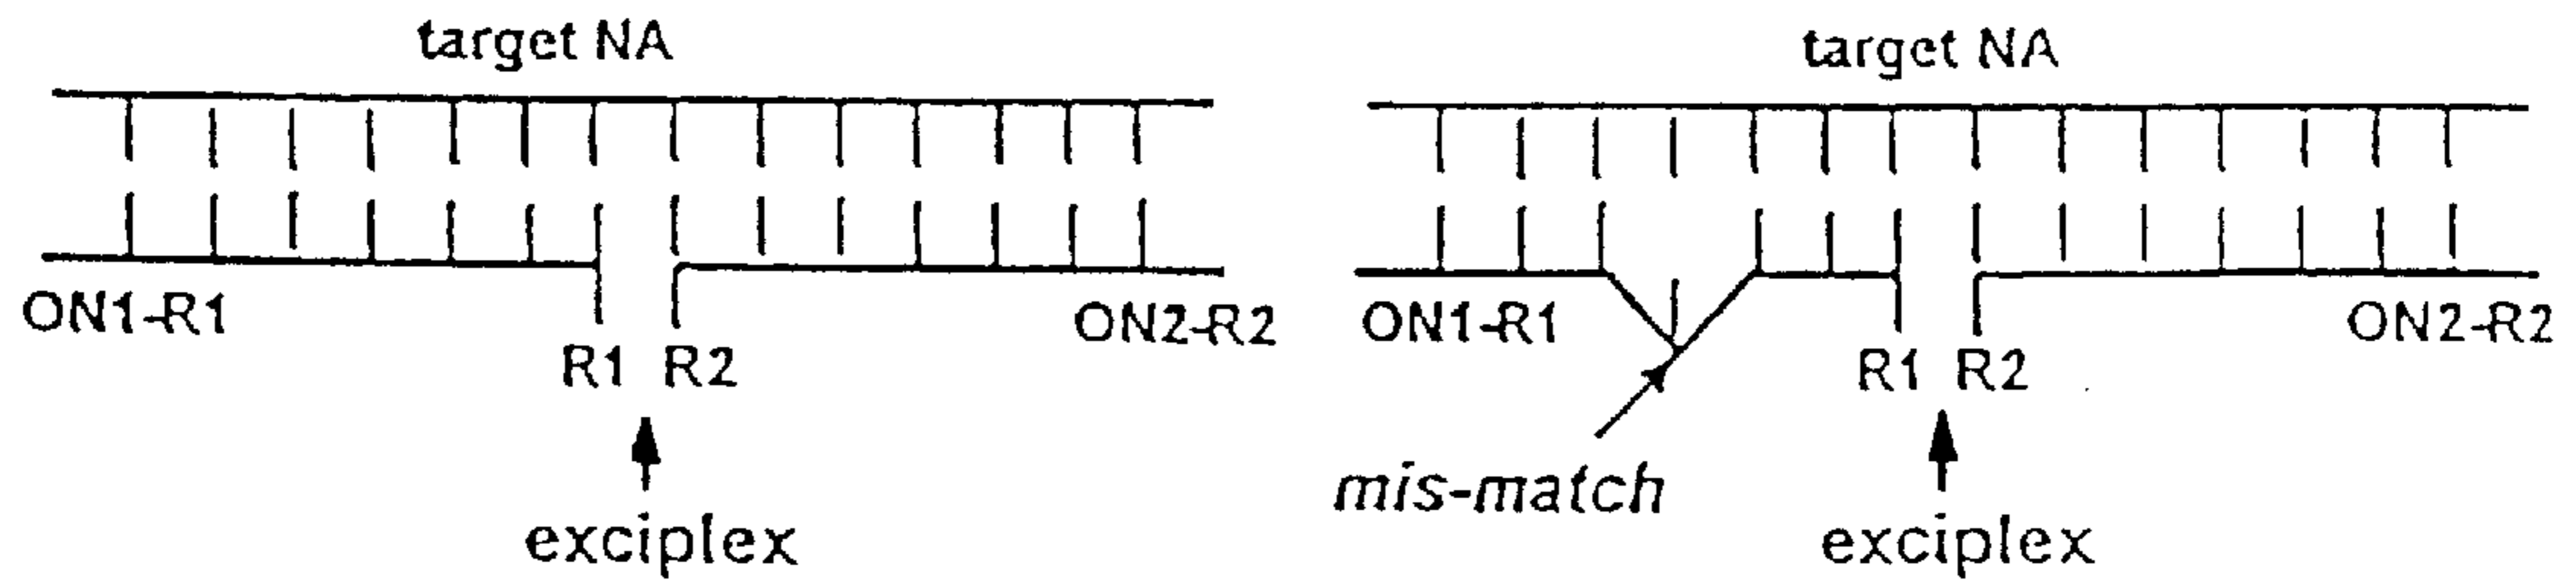 target NA
ON1-R1
ON2-R2
R1 R2
exciplex
target NA
ON1-R1
ON2-R2
R1 R2
mis-match
exciplex